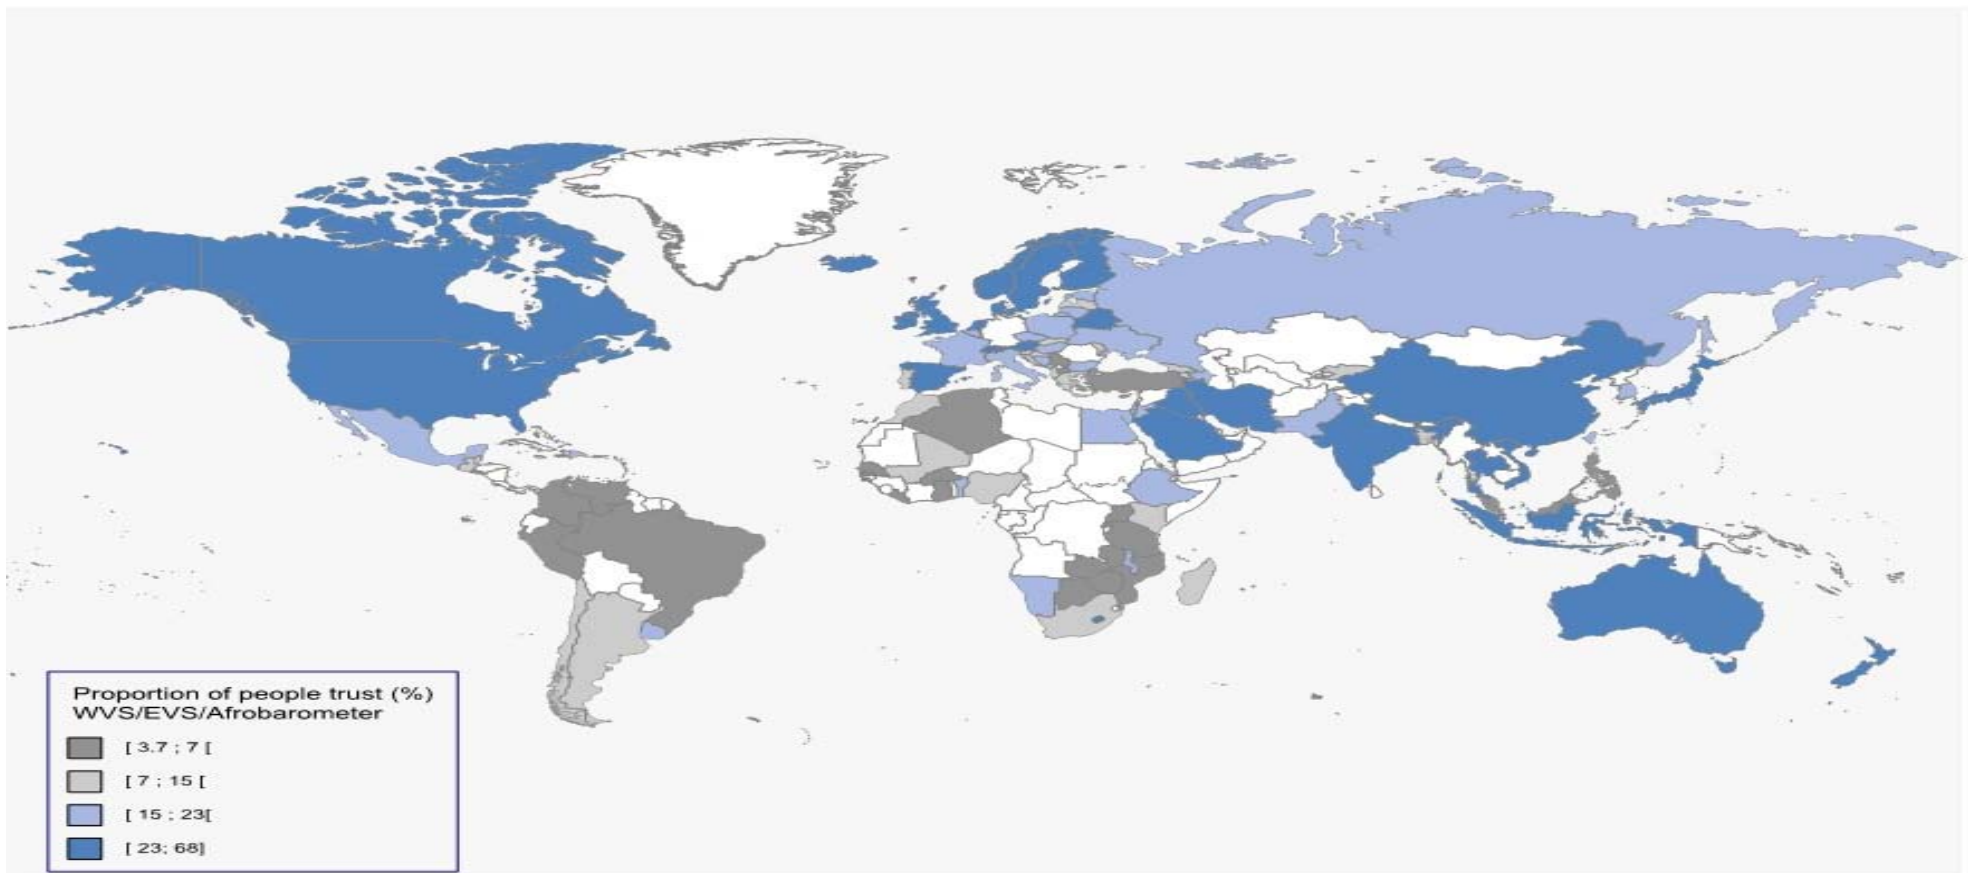 Proportion of people trust (%)
WVS/EVS/Afrobarometer
[ 3.7 ; 7 [
[ 7 ; 15 [
[ 15 ; 23[
[ 23; 68]